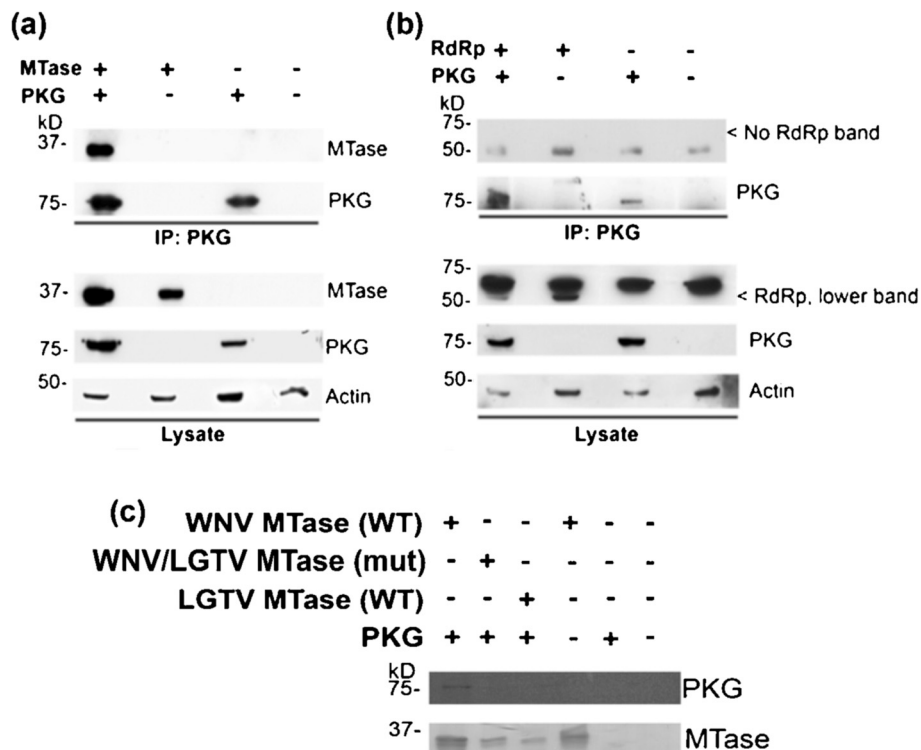 (a)
MTase + + - -
PKG + - + -
kD
37- MTase
75- PKG
IP: PKG
37- MTase
75- PKG
50- Actin
Lysate
(b)
RdRp + + - -
PKG + - + -
kD
75- < No RdRp band
50-
75- PKG
IP: PKG
75-
50- < RdRp, lower band
75- PKG
50- Actin
Lysate
(c)
WNV MTase (WT) + - - + - -
WNV/LGTV MTase (mut) - + - - - -
LGTV MTase (WT) - - + - - -
PKG + + + - + -
kD
75- PKG
37- MTase